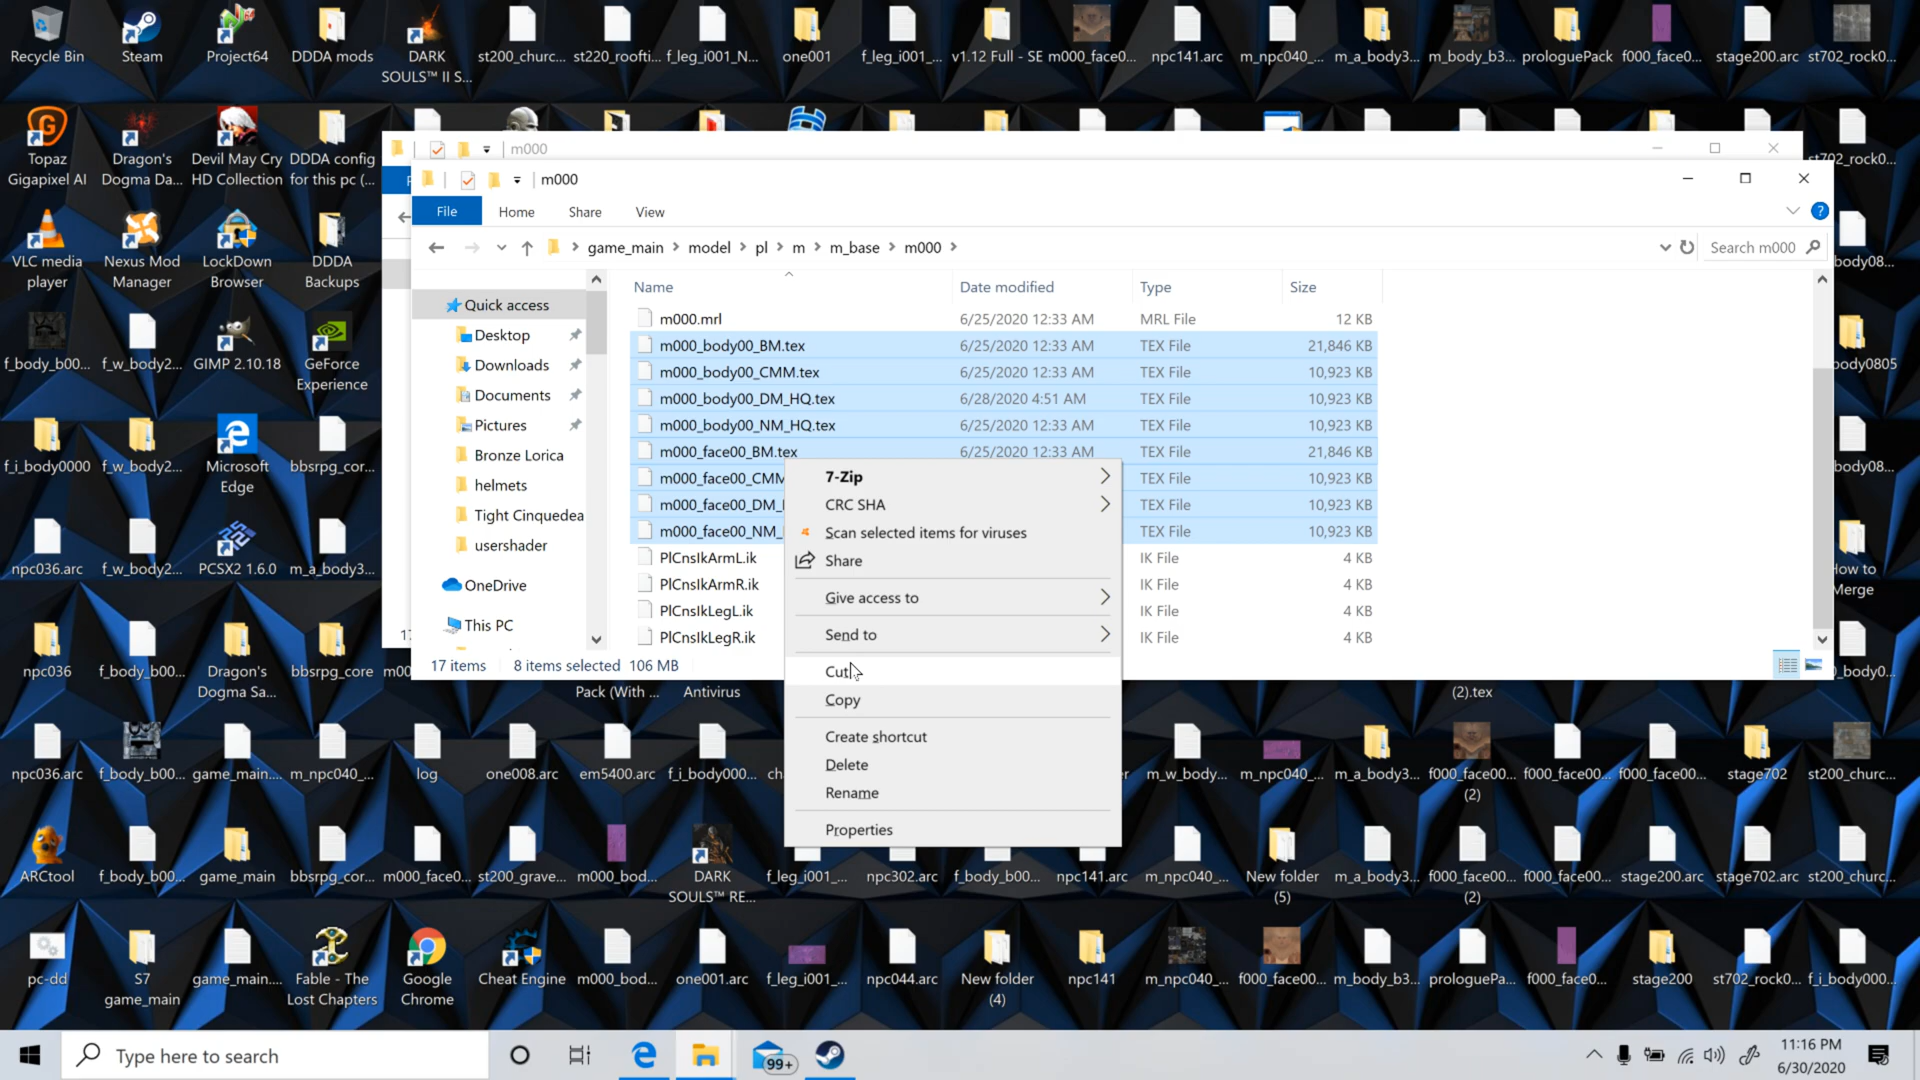 Recycle Bin
Steam
Project64
DDDA mods
DARK
SOULS™ II S...
st200_churc...
st220_roofti...
f_leg_i001_N...
one001
f_leg_i001_...
v1.12 Full - SE
m000_face0...
npc141.arc
m_npc040_...
m_a_body3...
m_body_b3...
prologuePack
f000_face0...
stage200.arc
st702_rock0...
Topaz
Gigapixel AI
Dragon's
Dogma Da...
Devil May Cry
HD Collection
DDDA config
for this pc (...
st702_rock0...
VLC media
player
Nexus Mod
Manager
LockDown
Browser
DDDA
Backups
body08...
f_body_b00...
f_w_body2...
GIMP 2.10.18
GeForce
Experience
body0805
f_i_body0000
f_w_body2...
Microsoft
Edge
bbsrpg_cor...
body08...
npc036.arc
f_w_body2...
PCSX2 1.6.0
m_a_body3...
How to
Merge
npc036
f_body_b00...
Dragon's
Dogma Sa...
bbsrpg_cor...
m00
Pack (With ...
Antivirus
(2).tex
_body0...
m000
m000
File
Home
Share
View
game_main
model
pl
m
m_base
m000
Search m000
Quick access
Desktop
Downloads
Documents
Pictures
Bronze Lorica
helmets
Tight Cinquedea
usershader
OneDrive
This PC
Name
Date modified
Type
Size
m000.mrl
6/25/2020 12:33 AM
MRL File
12 KB
m000_body00_BM.tex
6/25/2020 12:33 AM
TEX File
21,846 KB
m000_body00_CMM.tex
6/25/2020 12:33 AM
TEX File
10,923 KB
m000_body00_DM_HQ.tex
6/28/2020 4:51 AM
TEX File
10,923 KB
m000_body00_NM_HQ.tex
6/25/2020 12:33 AM
TEX File
10,923 KB
m000_face00_BM.tex
6/25/2020 12:33 AM
TEX File
21,846 KB
m000_face00_CMM
TEX File
10,923 KB
m000_face00_DM_
TEX File
10,923 KB
m000_face00_NM_
TEX File
10,923 KB
PlCnsIkArmL.ik
IK File
4 KB
PlCnsIkArmR.ik
IK File
4 KB
PlCnsIkLegL.ik
IK File
4 KB
PlCnsIkLegR.ik
IK File
4 KB
17
17 items
8 items selected
106 MB
7-Zip
CRC SHA
Scan selected items for viruses
Share
Give access to
Send to
Cut
Copy
Create shortcut
Delete
Rename
Properties
npc036.arc
f_body_b00...
game_main....
m_npc040_...
log
one008.arc
em5400.arc
f_i_body000...
ch
er
m_w_body...
m_npc040_...
m_a_body3...
f000_face00...
(2)
f000_face00...
f000_face00...
stage702
st200_churc...
ARCtool
f_body_b00...
game_main
bbsrpg_cor...
m000_face0...
st200_grave...
m000_bod...
DARK
SOULS™ RE...
f_leg_i001_...
npc302.arc
f_body_b00...
npc141.arc
m_npc040_...
New folder
(5)
m_a_body3...
f000_face00...
(2)
f000_face00...
stage200.arc
stage702.arc
st200_churc...
pc-dd
S7
game_main
game_main....
Fable - The
Lost Chapters
Google
Chrome
Cheat Engine
m000_bod...
one001.arc
f_leg_i001_...
npc044.arc
New folder
(4)
npc141
m_npc040_...
f000_face00...
m_body_b3...
prologuePa...
f000_face0...
stage200
st702_rock0...
f_i_body000...
Type here to search
99+
11:16 PM
6/30/2020